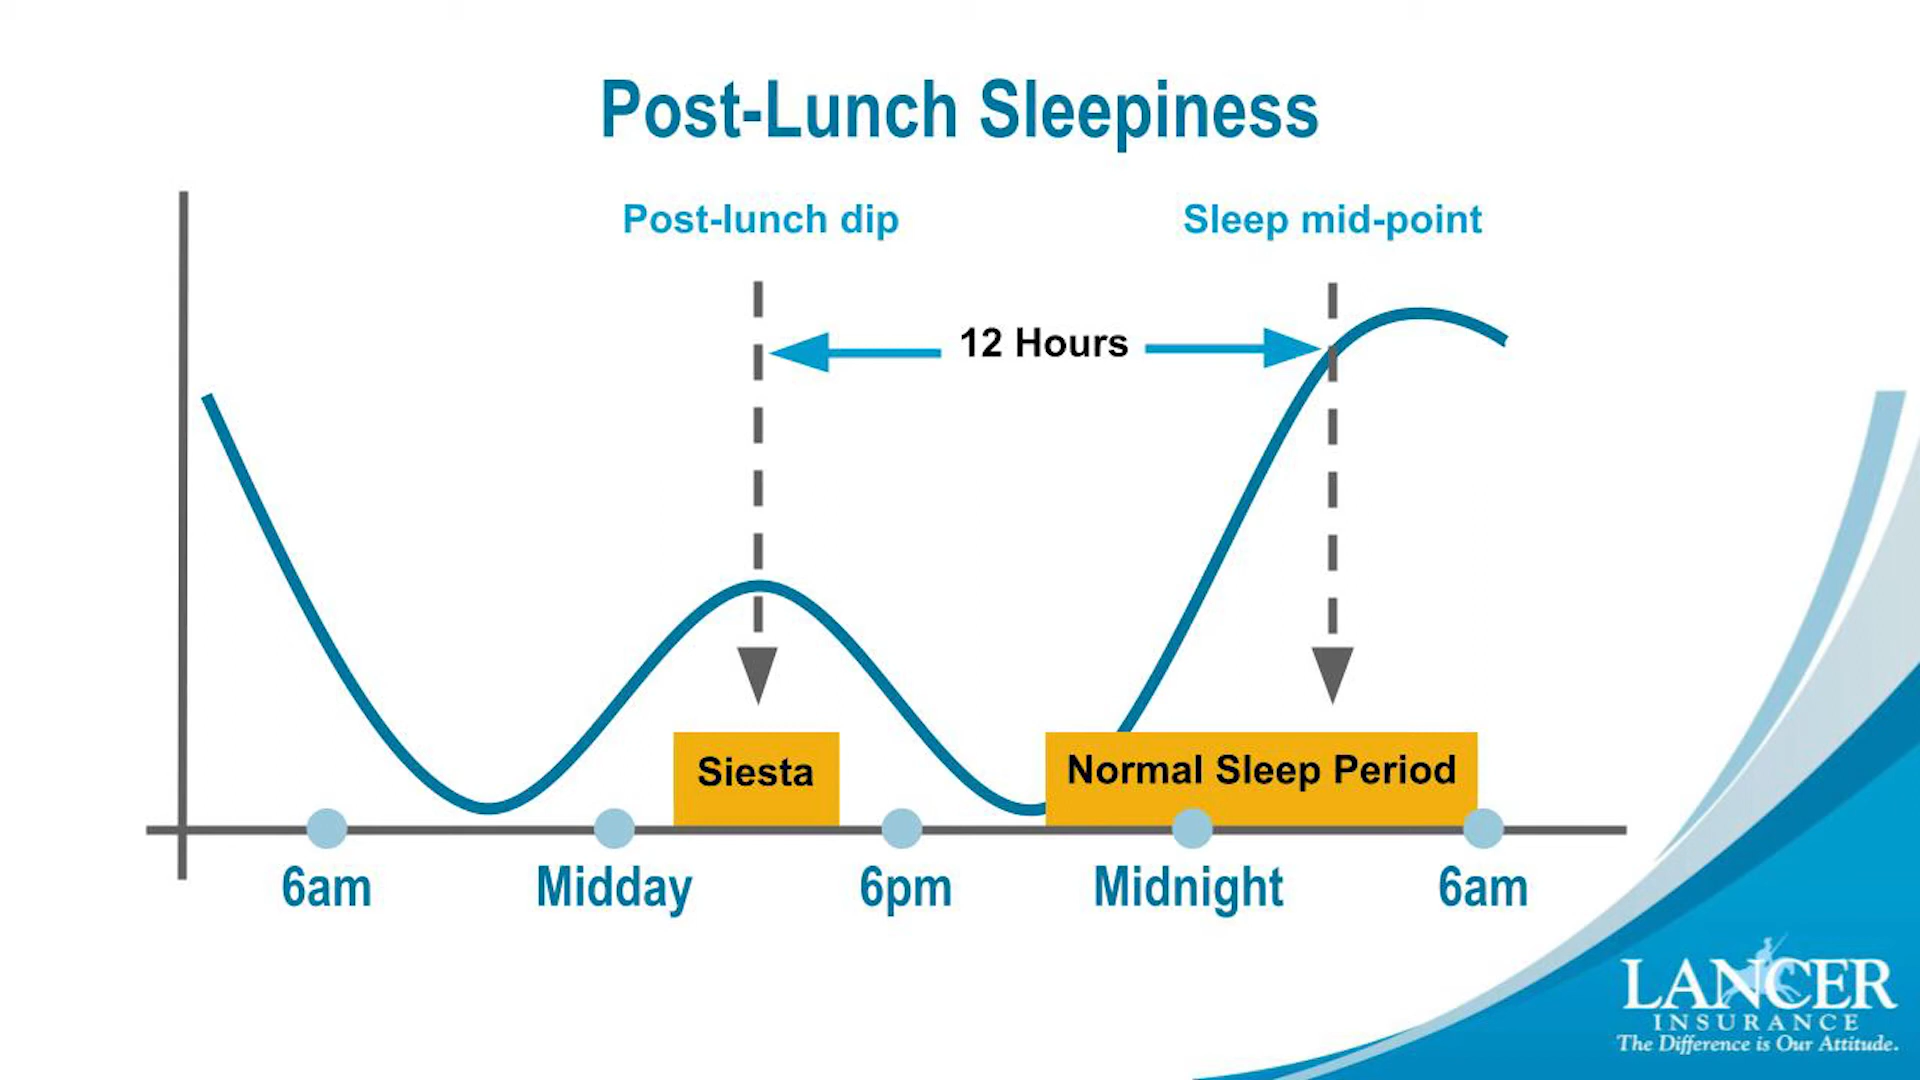 Post-Lunch Sleepiness
Post-lunch dip
Sleep mid-point
12 Hours
Siesta
Normal Sleep Period
6am
Midday
6pm
Midnight
6am
LANCER
INSURANCE
The Difference is Our Attitude.